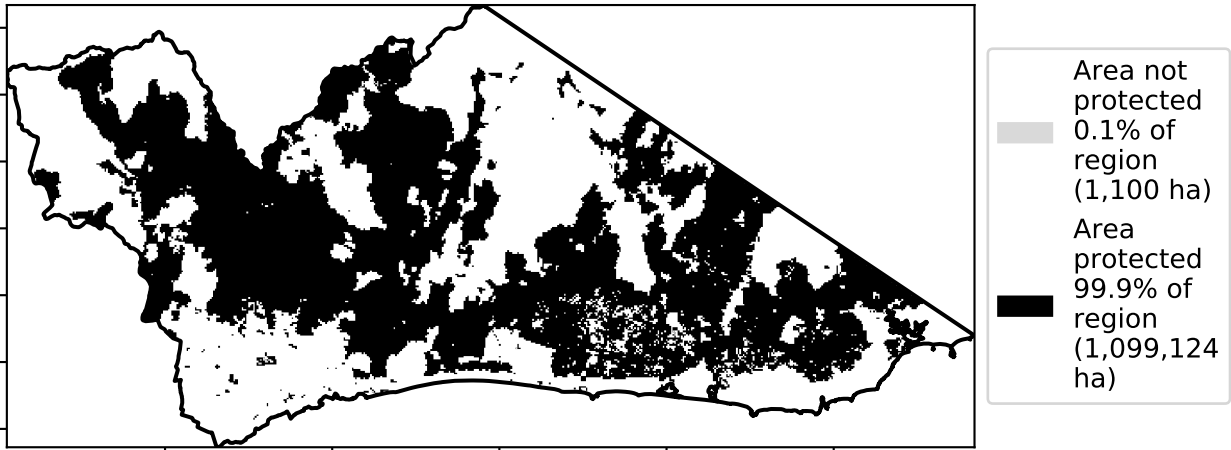 Area not
protected
0.1% of
region
(1,100 ha)
Area
protected
99.9% of
region
(1,099,124
ha)